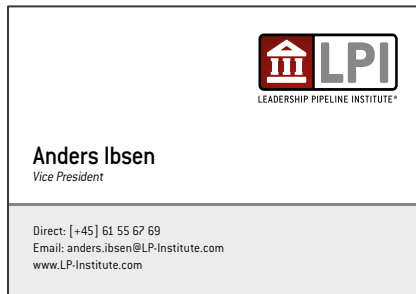 LPI
LEADERSHIP PIPELINE INSTITUTE®
Anders Ibsen
Vice President
Direct: [+45] 61 55 67 69
Email: anders.ibsen@LP-Institute.com
www.LP-Institute.com